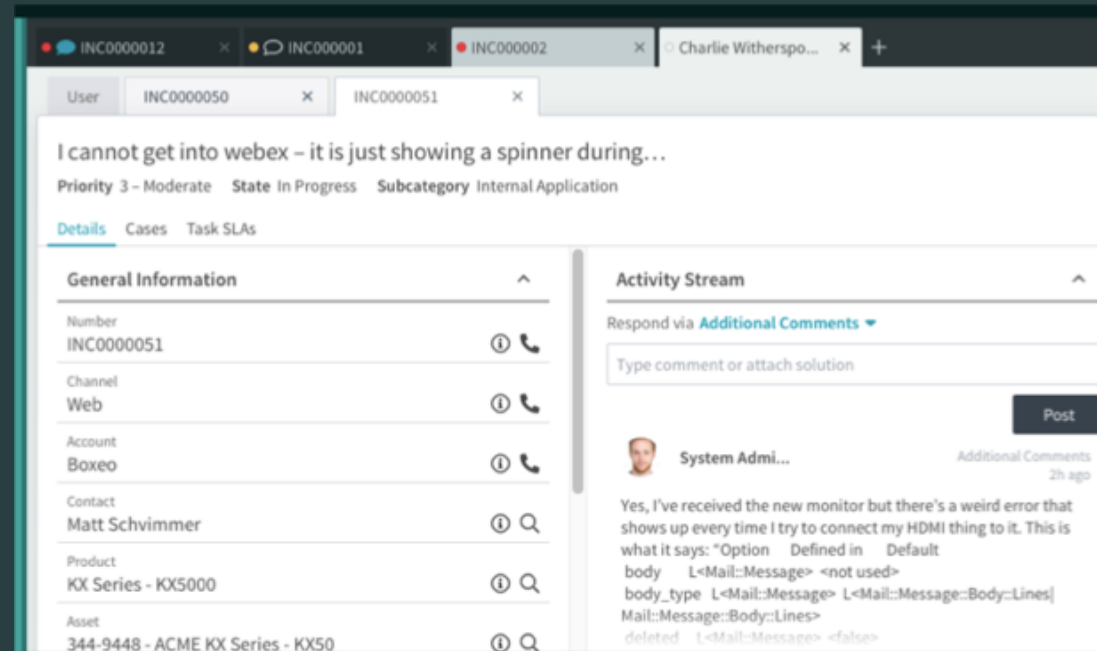 INC0000012
INC000001
INC000002
Charlie Witherspo...
User
INC0000050
INC0000051
I cannot get into webex – it is just showing a spinner during...
Priority 3 – Moderate State In Progress Subcategory Internal Application
Details Cases Task SLAs
General Information
Number
INC0000051
Channel
Web
Account
Boxeo
Contact
Matt Schvimmer
Product
KX Series - KX5000
Asset
344-9448 - ACME KX Series - KX50
Activity Stream
Respond via Additional Comments
Type comment or attach solution
Post
System Admi...
Additional Comments
2h ago
Yes, I've received the new monitor but there's a weird error that
shows up every time I try to connect my HDMI thing to it. This is
what it says: "Option Defined in Default
body L<Mail::Message> <not used>
body_type L<Mail::Message> L<Mail::Message::Body::Lines|
Mail::Message::Body::Lines>
deleted L<Mail::Message> <false>